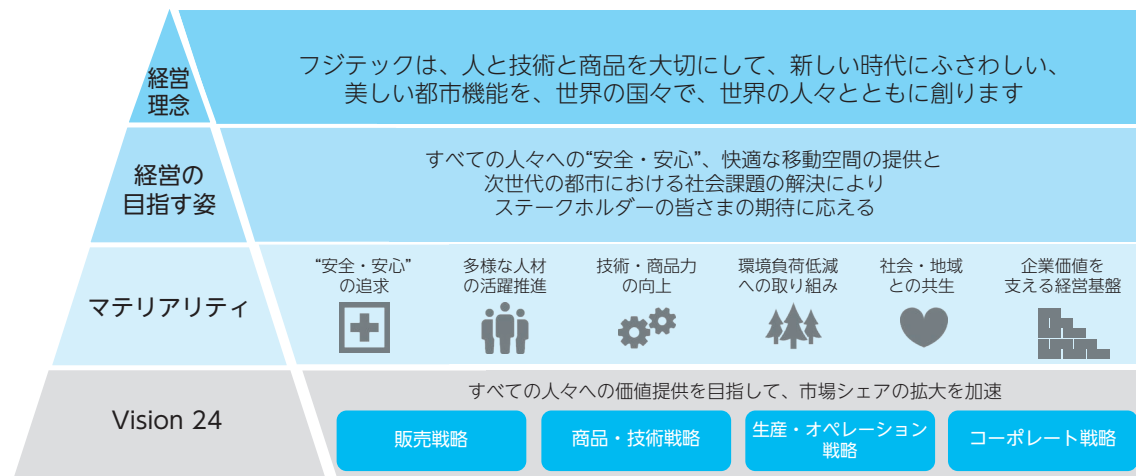 経営
理念
フジテックは、人と技術と商品を大切にして、新しい時代にふさわしい、
美しい都市機能を、世界の国々で、世界の人々とともに創ります
経営の
目指す姿
すべての人々への“安全・安心”、快適な移動空間の提供と
次世代の都市における社会課題の解決により
ステークホルダーの皆さまの期待に応える
マテリアリティ
“安全・安心”
の追求
多様な人材
の活躍推進
技術・商品力
の向上
環境負荷低減
への取り組み
社会・地域
との共生
企業価値を
支える経営基盤
Vision 24
すべての人々への価値提供を目指して、市場シェアの拡大を加速
販売戦略
商品・技術戦略
生産・オペレーション
戦略
コーポレート戦略